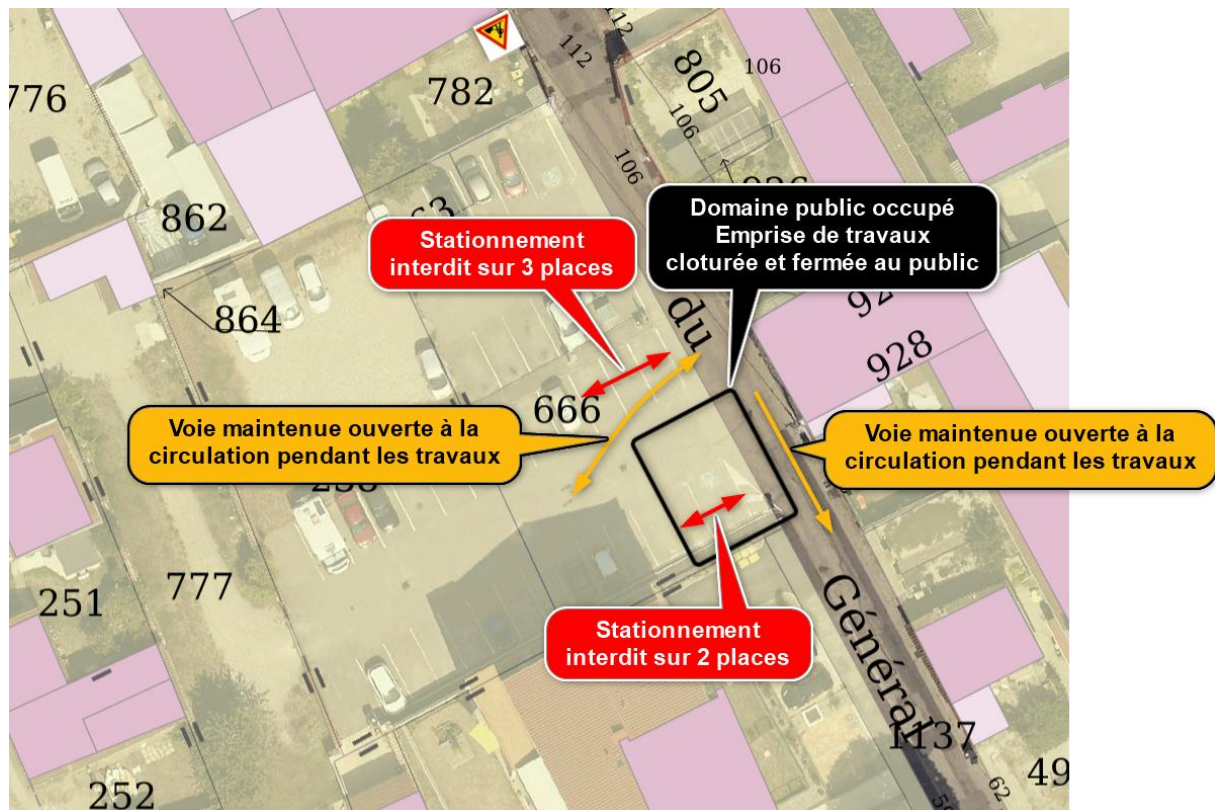 112
112
782
776
805
106
106
106
862
Domaine public occupé
Emprise de travaux
cloturée et fermée au public
Stationnement
interdit sur 3 places
864
du
928
666
Voie maintenue ouverte à la
circulation pendant les travaux
Voie maintenue ouverte à la
circulation pendant les travaux
777
251
Général
Stationnement
interdit sur 2 places
1137
49
62
252